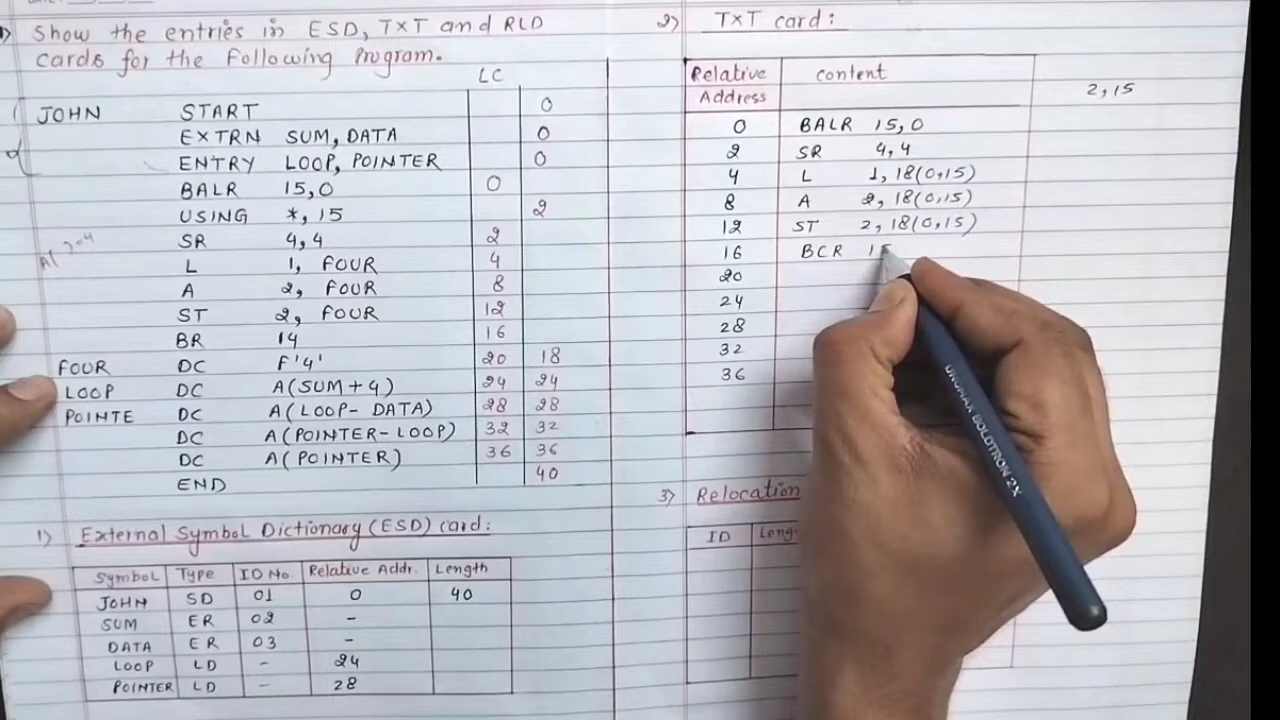 1) Show the entries in ESD, TXT and RLD
cards for the Following Program.
LC
JOHN START 0
EXTRN SUM, DATA 0
ENTRY LOOP, POINTER 0
BALR 15,0 0
USING *, 15 2
SR 4,4 2
L 1, FOUR 4
A 2, FOUR 8
ST 2, FOUR 12
BR 14 16
FOUR DC F'4' 20 18
LOOP DC A(SUM+4) 24 24
POINTE DC A(LOOP- DATA) 28 28
DC A(POINTER-LOOP) 32 32
DC A(POINTER) 36 36
END 40
1) External Symbol Dictionary (ESD) card:
Symbol Type ID No. Relative Addr. Length
JOHN SD 01 0 40
SUM ER 02 -
DATA ER 03 -
LOOP LD - 24
POINTER LD - 28
2) TXT card:
Relative Address content
2,15
0 BALR 15,0
2 SR 4,4
4 L 1, 18(0,15)
8 A 2, 18(0,15)
12 ST 2, 18(0,15)
16 BCR 15
20
24
28
32
36
3) Relocation
ID Leng
UNOMAX BOLDTRON 2X